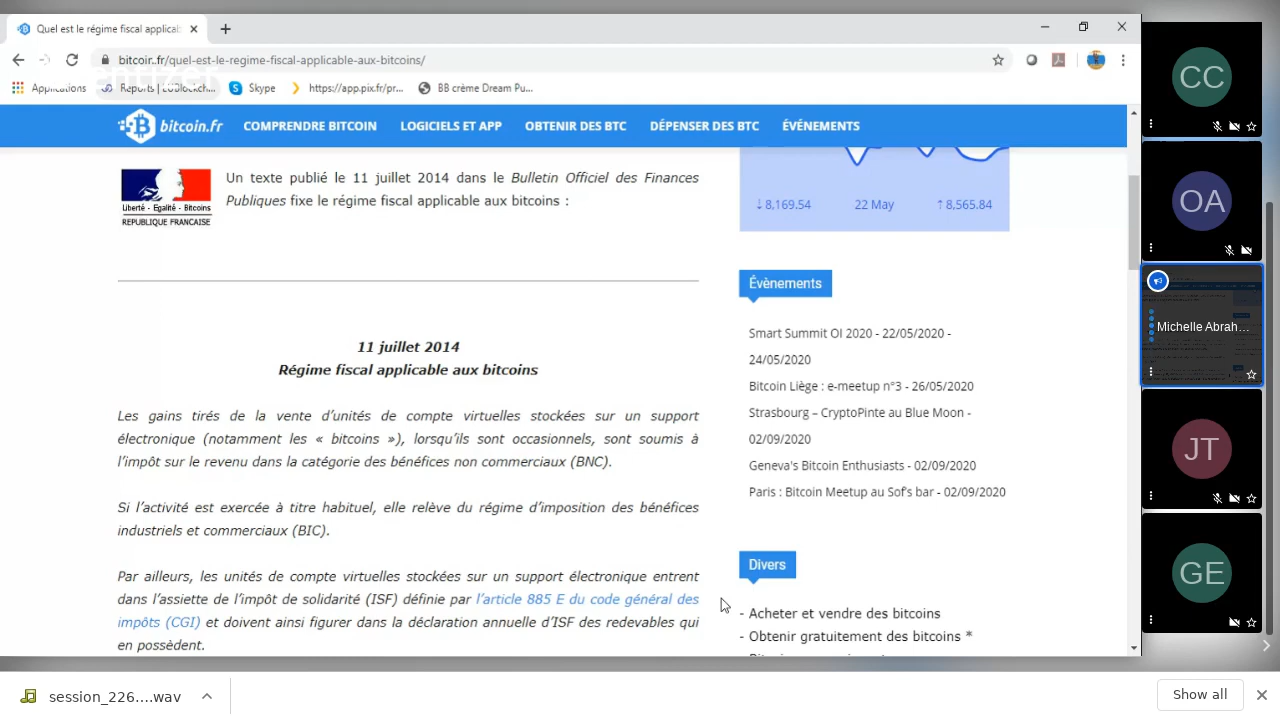 Quel est le régime fiscal applicab
bitcoin.fr/quel-est-le-regime-fiscal-applicable-aux-bitcoins/
Applications
Skype
https://app.pix.fr/pr...
BB crème Dream Pu...
bitcoin.fr
COMPRENDRE BITCOIN
LOGICIELS ET APP
OBTENIR DES BTC
DÉPENSER DES BTC
ÉVÉNEMENTS
Liberté - Egalité - Bitcoins
REPUBLIQUE FRANCAISE
Un texte publié le 11 juillet 2014 dans le Bulletin Officiel des Finances
Publiques fixe le régime fiscal applicable aux bitcoins :
11 juillet 2014
Régime fiscal applicable aux bitcoins
Les gains tirés de la vente d’unités de compte virtuelles stockées sur un support
électronique (notamment les « bitcoins »), lorsqu’ils sont occasionnels, sont soumis à
l’impôt sur le revenu dans la catégorie des bénéfices non commerciaux (BNC).
Si l’activité est exercée à titre habituel, elle relève du régime d’imposition des bénéfices
industriels et commerciaux (BIC).
Par ailleurs, les unités de compte virtuelles stockées sur un support électronique entrent
dans l’assiette de l’impôt de solidarité (ISF) définie par l’article 885 E du code général des
impôts (CGI) et doivent ainsi figurer dans la déclaration annuelle d’ISF des redevables qui
en possèdent.
↓ 8,169.54
22 May
↑ 8,565.84
Évènements
Smart Summit OI 2020 - 22/05/2020 -
24/05/2020
Bitcoin Liège : e-meetup n°3 - 26/05/2020
Strasbourg – CryptoPinte au Blue Moon -
02/09/2020
Geneva's Bitcoin Enthusiasts - 02/09/2020
Paris : Bitcoin Meetup au Sof's bar - 02/09/2020
Divers
- Acheter et vendre des bitcoins
- Obtenir gratuitement des bitcoins *
CC
OA
Michelle Abrah...
JT
GE
session_226....wav
Show all